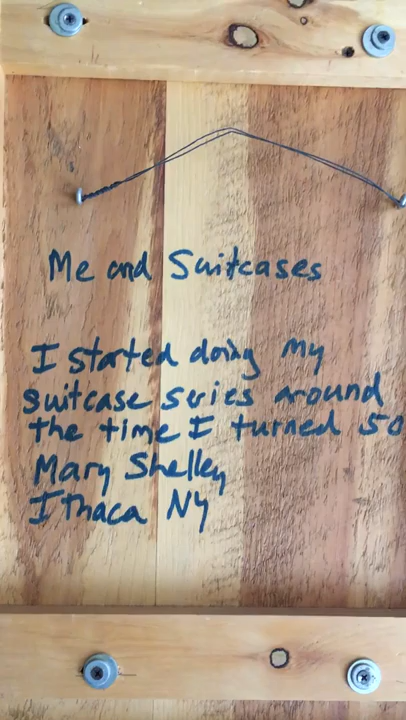 Me and Suitcases
I started doing my
suitcase series around
the time I turned 50
Mary Shelley
Ithaca NY